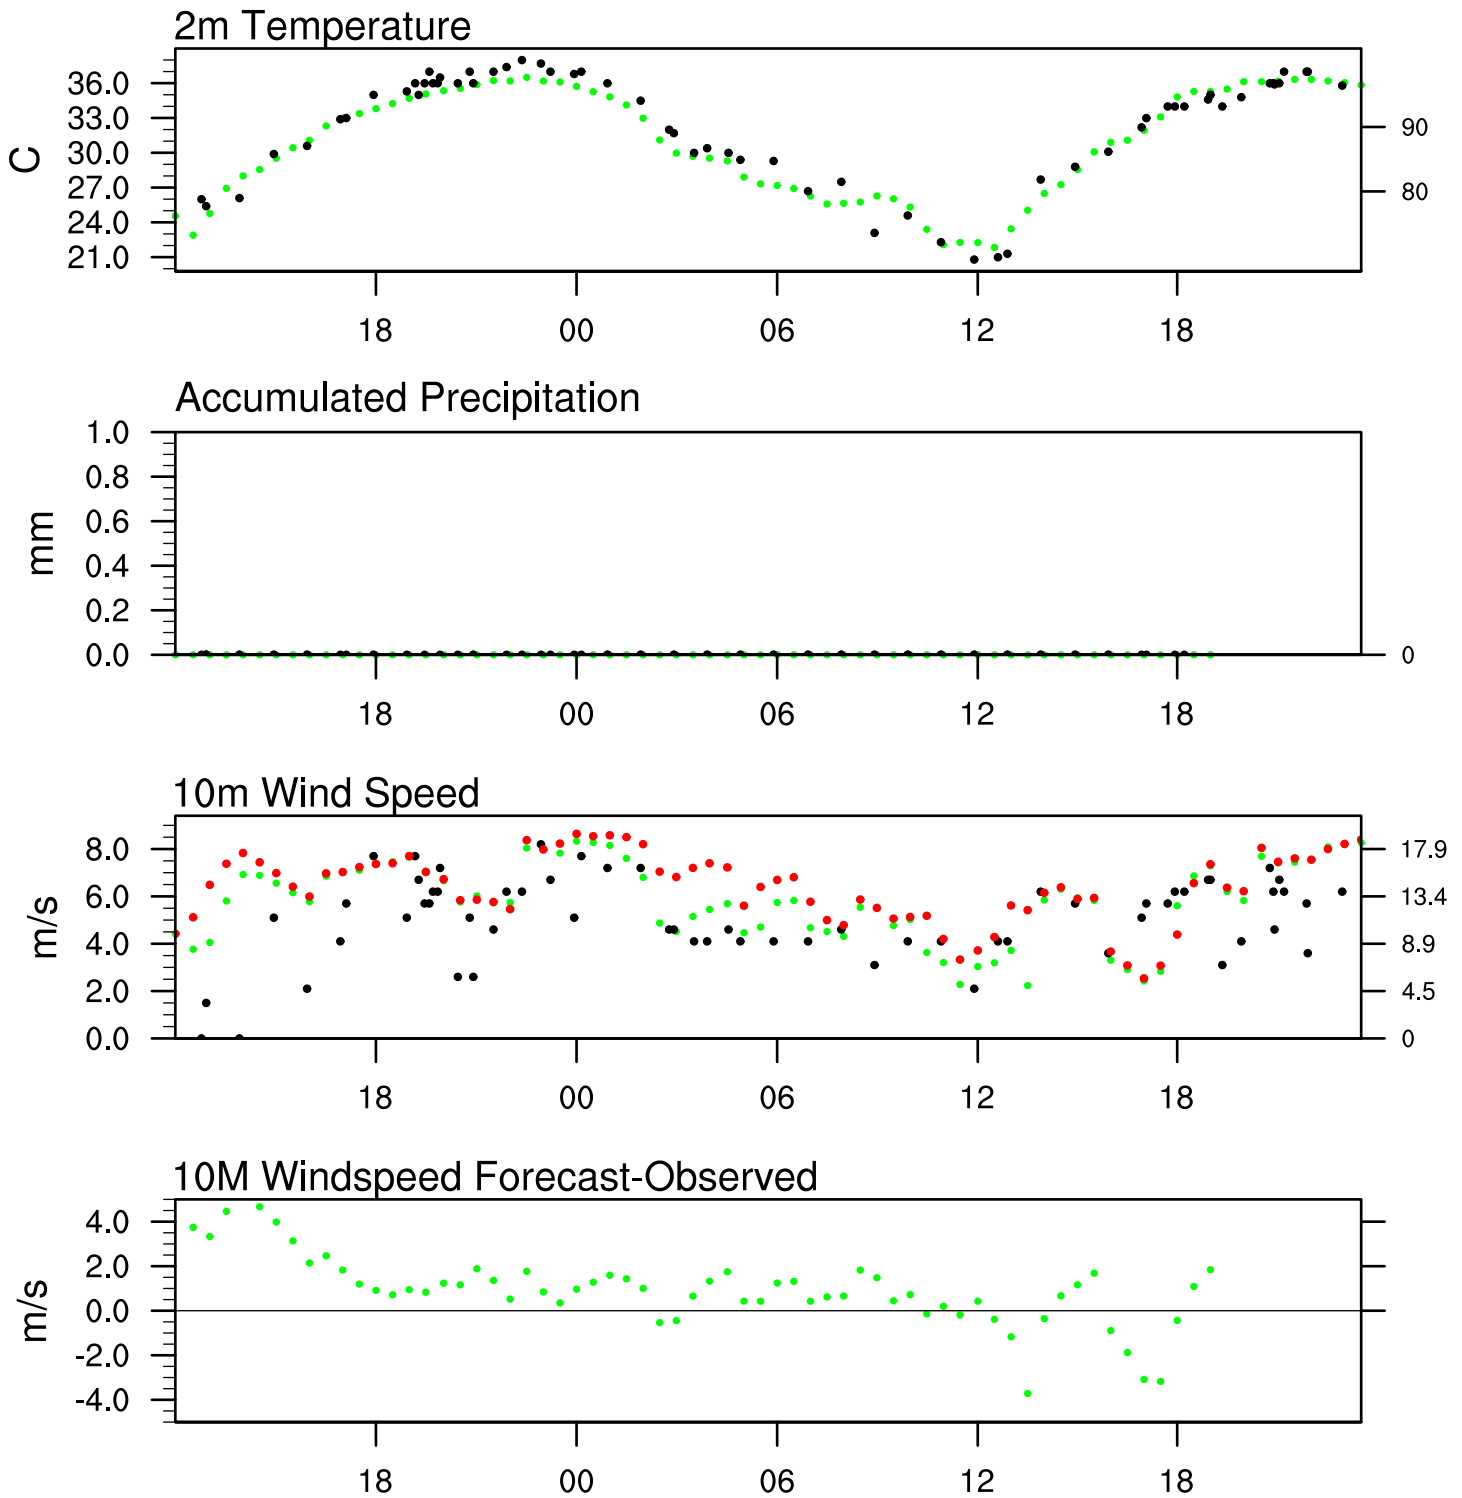 2m Temperature
C
36.0
33.0
30.0
27.0
24.0
21.0
90
80
18 00 06 12 18
Accumulated Precipitation
mm
1.0
0.8
0.6
0.4
0.2
0.0
0
18 00 06 12 18
10m Wind Speed
m/s
8.0
6.0
4.0
2.0
0.0
17.9
13.4
8.9
4.5
0
18 00 06 12 18
10M Windspeed Forecast-Observed
m/s
4.0
2.0
0.0
-2.0
-4.0
18 00 06 12 18